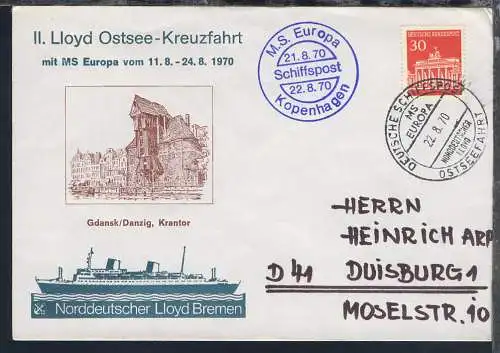 II. Lloyd Ostsee-Kreuzfahrt
mit MS Europa vom 11.8. - 24.8. 1970
M.S. Europa
21.8.70
Schiffspost
22.8.70
Kopenhagen
DEUTSCHE BUNDESPOST
30
DEUTSCHE SCHIFFSPOST
MS
EUROPA
22.8.70
NORDDEUTSCHER
LLOYD
OSTSEEFAHRT
Gdansk/Danzig, Krantor
HERRN
HEINRICH ARP
D 41 DUISBURG 1
MOSELSTR. 10
Norddeutscher Lloyd Bremen